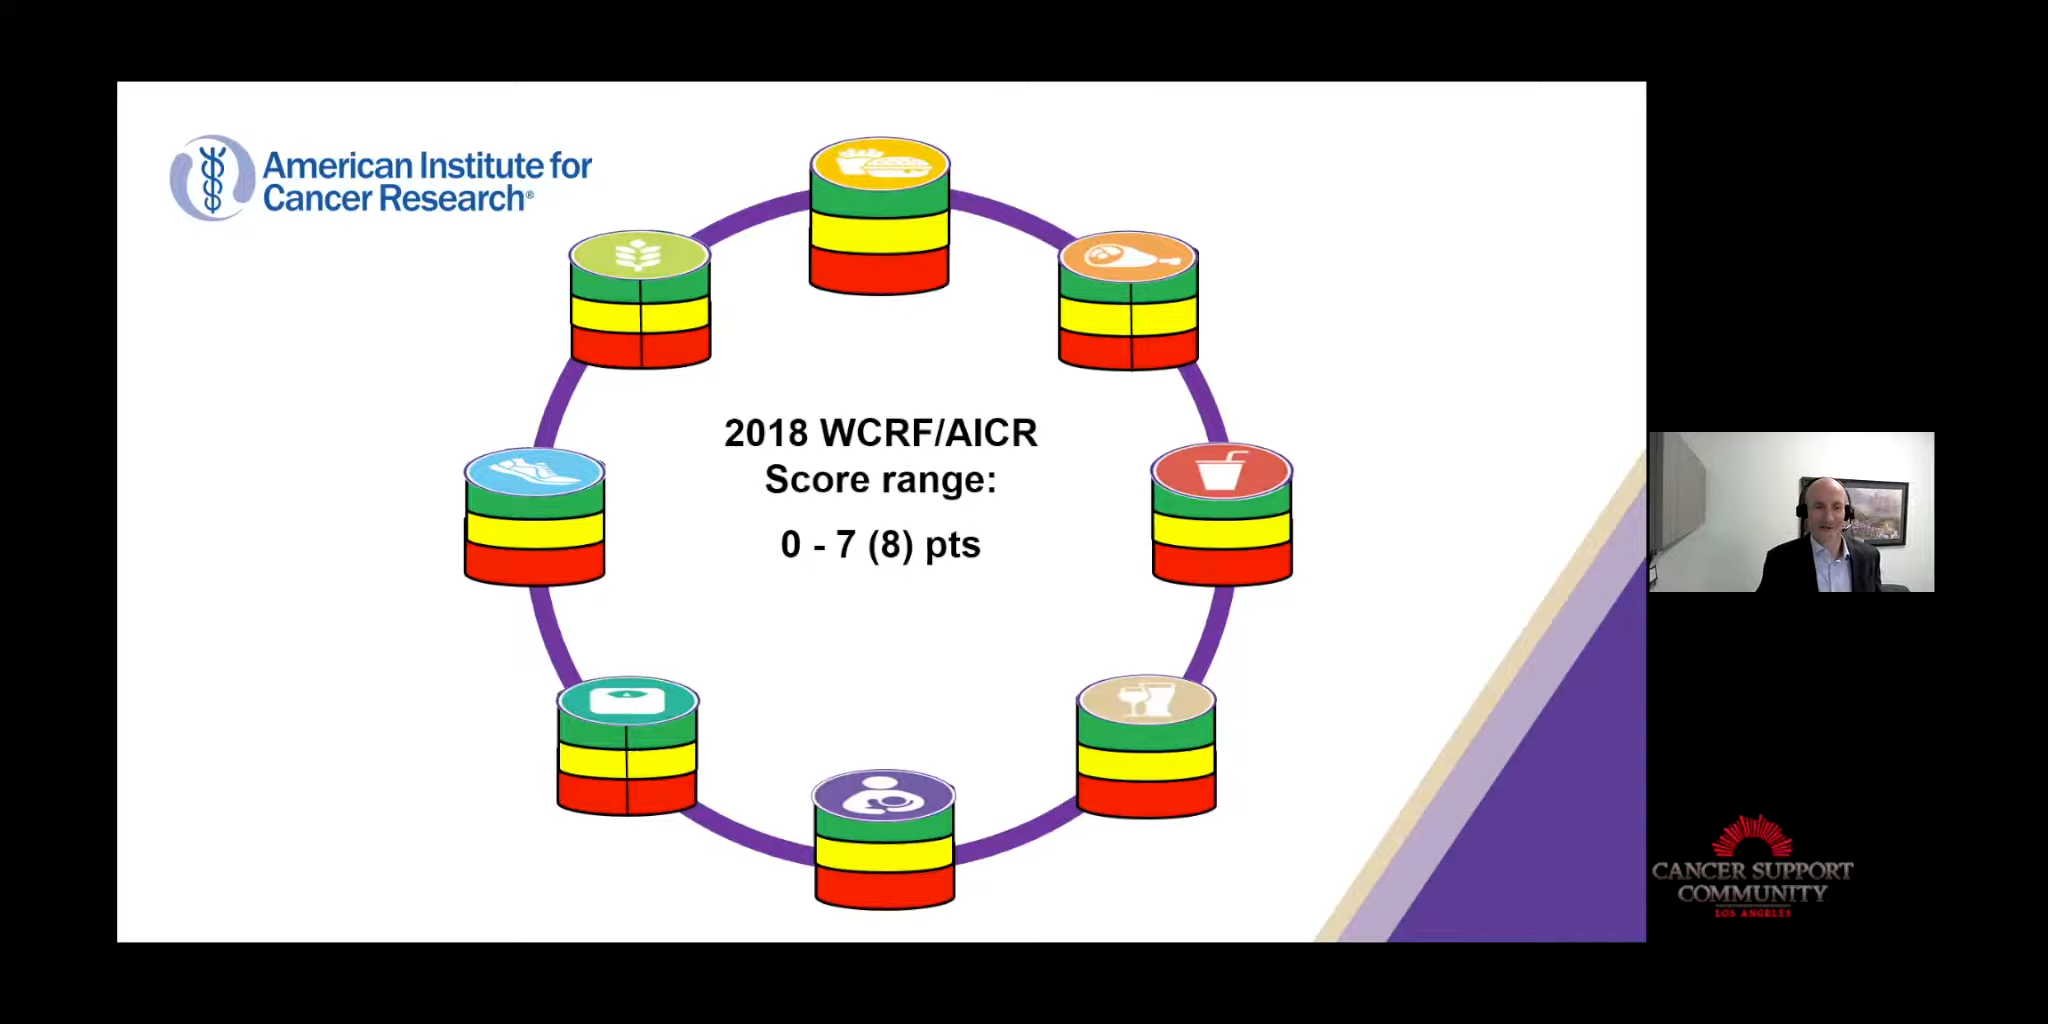 American Institute for
Cancer Research®
2018 WCRF/AICR
Score range:
0 - 7 (8) pts
CANCER SUPPORT
COMMUNITY
LOS ANGELES